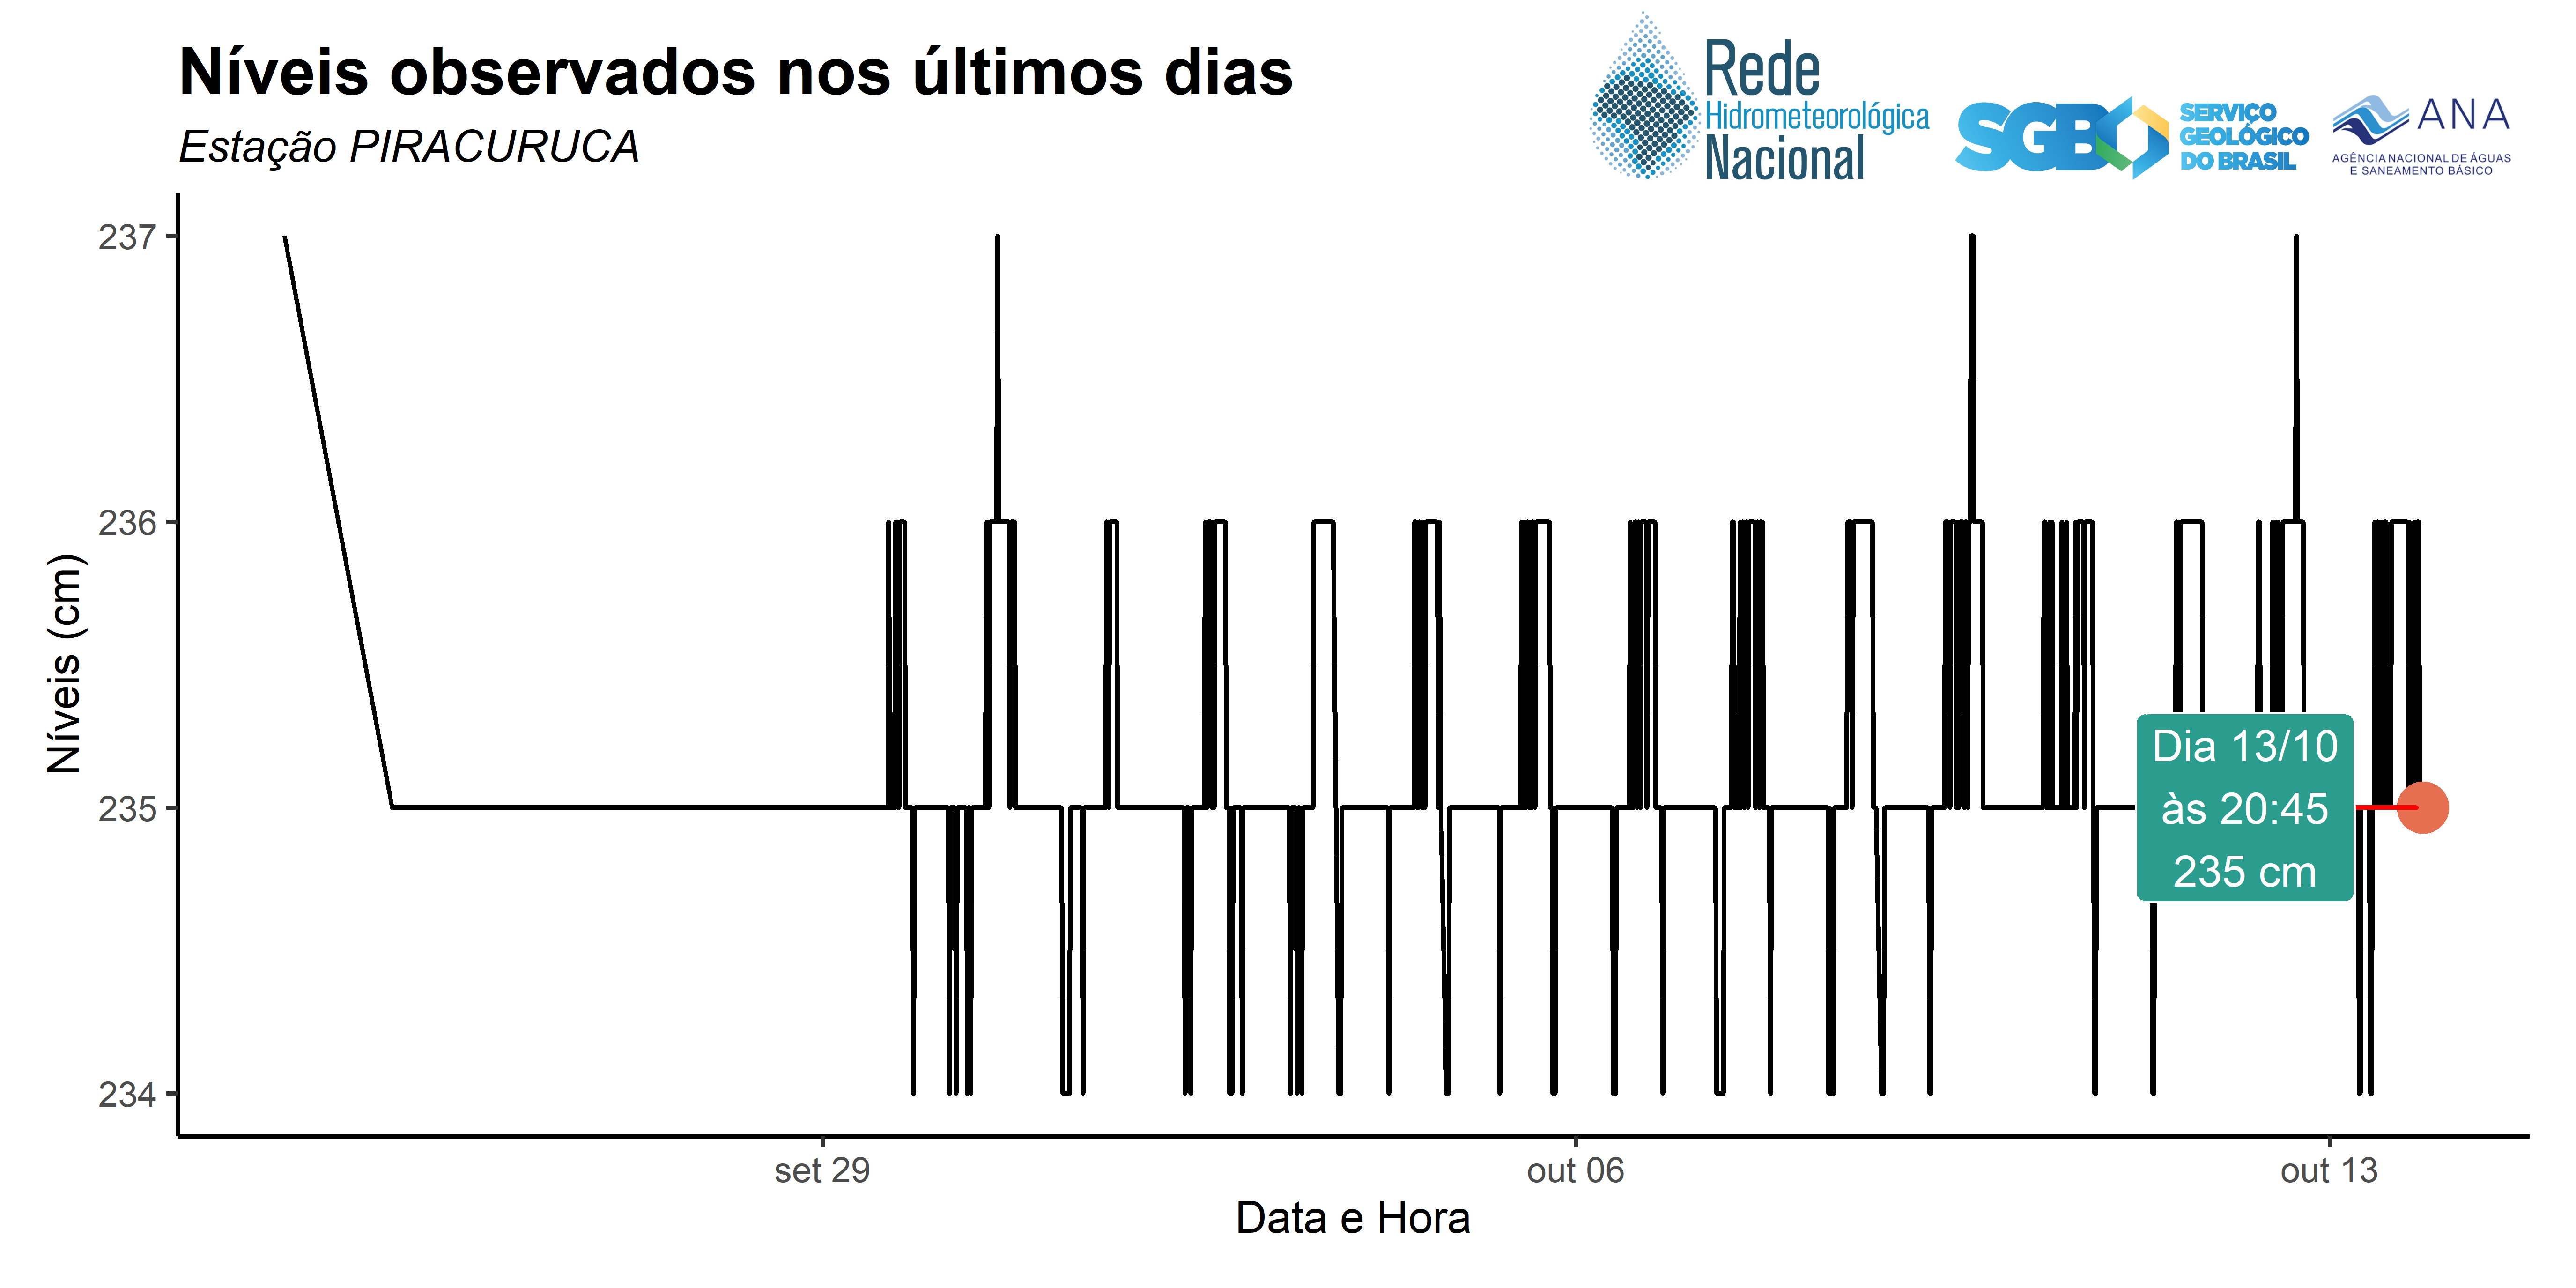 Níveis observados nos últimos dias
Estação PIRACURUCA
Rede
Hidrometeorológica
Nacional
SGB
SERVIÇO
GEOLÓGICO
DO BRASIL
ANA
AGÊNCIA NACIONAL DE ÁGUAS
E SANEAMENTO BÁSICO
237
236
235
234
Níveis (cm)
Dia 13/10
às 20:45
235 cm
set 29
out 06
out 13
Data e Hora